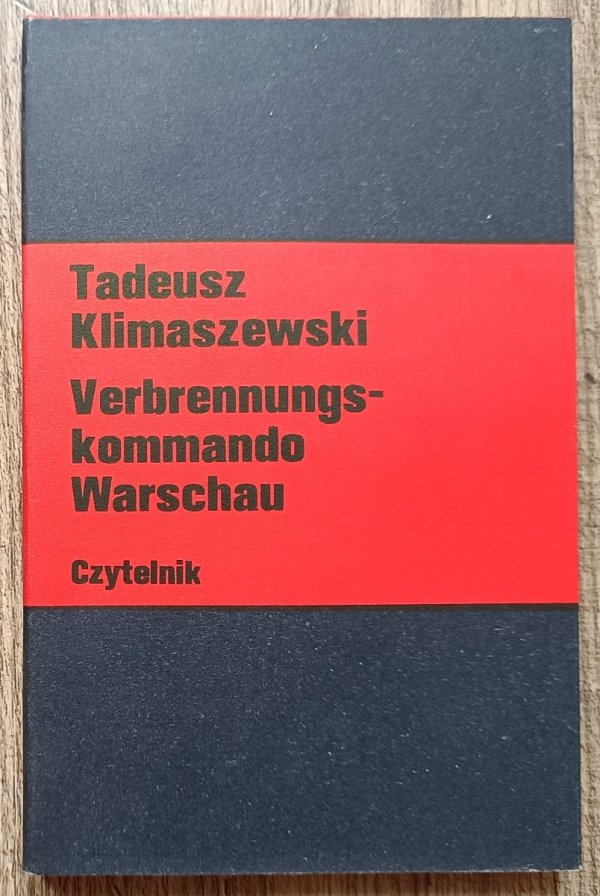 Tadeusz
Klimaszewski
Verbrennungs-
kommando
Warschau
Czytelnik